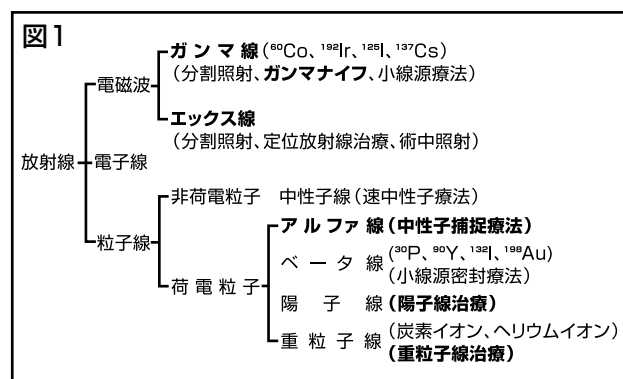 図1
ガンマ線(⁶⁰Co、¹⁹²Ir、¹²⁵I、¹³⁷Cs)
電磁波
(分割照射、ガンマナイフ、小線源療法)
エックス線
(分割照射、定位放射線治療、術中照射)
放射線
電子線
非荷電粒子 中性子線(速中性子療法)
粒子線
アルファ線(中性子捕捉療法)
ベータ線(³⁰P、⁹⁰Y、¹³²I、¹⁹⁸Au)
(小線源密封療法)
荷電粒子
陽子線(陽子線治療)
重粒子線(炭素イオン、ヘリウムイオン)
(重粒子線治療)